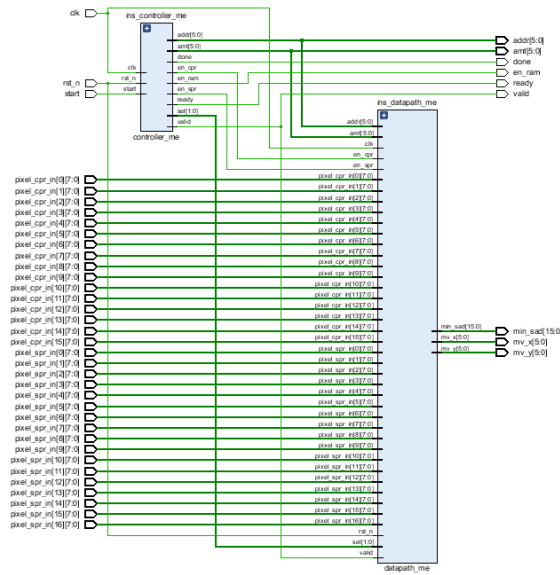 ins_controller_me
clk
rst_n
start
clk
rst_n
start
addr[5:0]
amt[5:0]
done
en_cpr
en_ram
en_spr
ready
sel[1:0]
valid
controller_me
addr[5:0]
amt[5:0]
done
en_ram
ready
valid
ins_datapath_me
addr[5:0]
amt[5:0]
clk
en_cpr
en_spr
pixel_cpr_in[0][7:0] pixel_cpr_in[0][7:0]
pixel_cpr_in[1][7:0] pixel_cpr_in[1][7:0]
pixel_cpr_in[2][7:0] pixel_cpr_in[2][7:0]
pixel_cpr_in[3][7:0] pixel_cpr_in[3][7:0]
pixel_cpr_in[4][7:0] pixel_cpr_in[4][7:0]
pixel_cpr_in[5][7:0] pixel_cpr_in[5][7:0]
pixel_cpr_in[6][7:0] pixel_cpr_in[6][7:0]
pixel_cpr_in[7][7:0] pixel_cpr_in[7][7:0]
pixel_cpr_in[8][7:0] pixel_cpr_in[8][7:0]
pixel_cpr_in[9][7:0] pixel_cpr_in[9][7:0]
pixel_cpr_in[10][7:0] pixel_cpr_in[10][7:0]
pixel_cpr_in[11][7:0] pixel_cpr_in[11][7:0]
pixel_cpr_in[12][7:0] pixel_cpr_in[12][7:0]
pixel_cpr_in[13][7:0] pixel_cpr_in[13][7:0]
pixel_cpr_in[14][7:0] pixel_cpr_in[14][7:0] min_sad[15:0] min_sad[15:0]
pixel_cpr_in[15][7:0] pixel_cpr_in[15][7:0] mv_x[5:0] mv_x[5:0]
pixel_spr_in[0][7:0] pixel_spr_in[0][7:0] mv_y[5:0] mv_y[5:0]
pixel_spr_in[1][7:0] pixel_spr_in[1][7:0]
pixel_spr_in[2][7:0] pixel_spr_in[2][7:0]
pixel_spr_in[3][7:0] pixel_spr_in[3][7:0]
pixel_spr_in[4][7:0] pixel_spr_in[4][7:0]
pixel_spr_in[5][7:0] pixel_spr_in[5][7:0]
pixel_spr_in[6][7:0] pixel_spr_in[6][7:0]
pixel_spr_in[7][7:0] pixel_spr_in[7][7:0]
pixel_spr_in[8][7:0] pixel_spr_in[8][7:0]
pixel_spr_in[9][7:0] pixel_spr_in[9][7:0]
pixel_spr_in[10][7:0] pixel_spr_in[10][7:0]
pixel_spr_in[11][7:0] pixel_spr_in[11][7:0]
pixel_spr_in[12][7:0] pixel_spr_in[12][7:0]
pixel_spr_in[13][7:0] pixel_spr_in[13][7:0]
pixel_spr_in[14][7:0] pixel_spr_in[14][7:0]
pixel_spr_in[15][7:0] pixel_spr_in[15][7:0]
pixel_spr_in[16][7:0] pixel_spr_in[16][7:0]
rst_n
sel[1:0]
valid
datapath_me